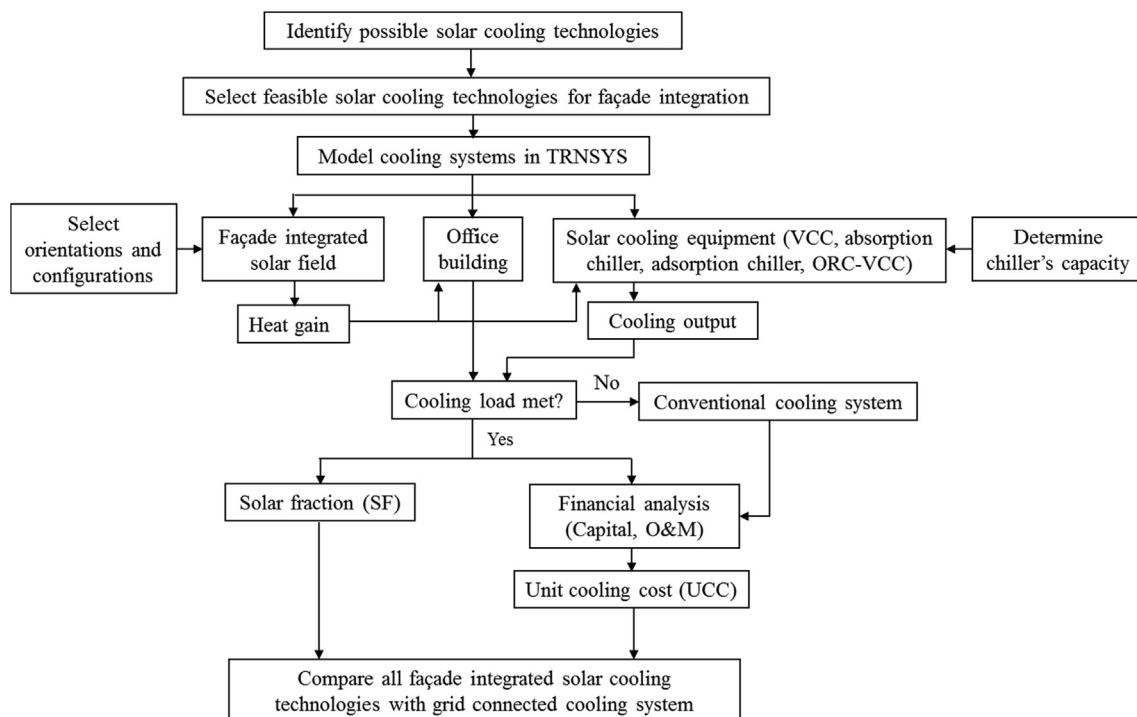 Identify possible solar cooling technologies
Select feasible solar cooling technologies for façade integration
Model cooling systems in TRNSYS
Select
orientations and
configurations
Façade integrated
solar field
Office
building
Solar cooling equipment (VCC, absorption
chiller, adsorption chiller, ORC-VCC)
Determine
chiller's capacity
Heat gain
Cooling output
Cooling load met?
No
Conventional cooling system
Yes
Solar fraction (SF)
Financial analysis
(Capital, O&M)
Unit cooling cost (UCC)
Compare all façade integrated solar cooling
technologies with grid connected cooling system